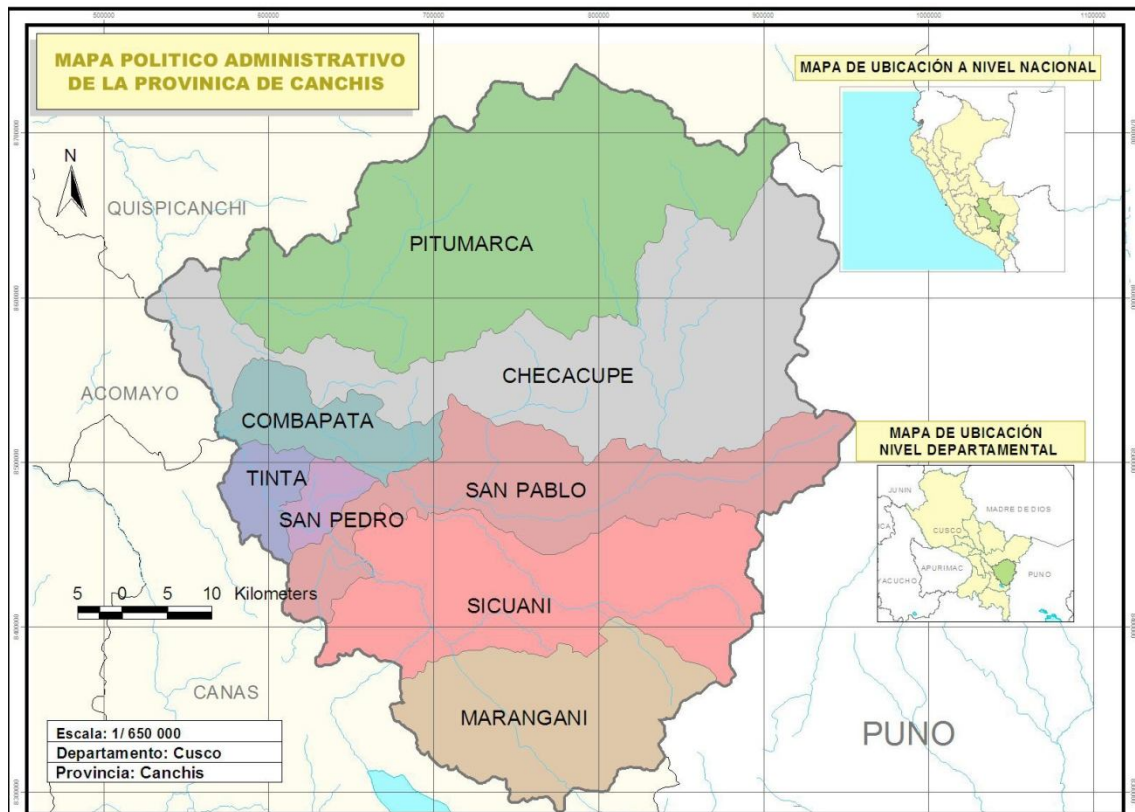 500000 600000 700000 800000 900000 1000000 1100000
MAPA POLITICO ADMINISTRATIVO
DE LA PROVINICA DE CANCHIS
MAPA DE UBICACIÓN A NIVEL NACIONAL
N
QUISPICANCHI
PITUMARCA
CHECACUPE
ACOMAYO
COMBAPATA
TINTA
SAN PABLO
SAN PEDRO
MAPA DE UBICACIÓN
NIVEL DEPARTAMENTAL
JUNIN
MADRE DE DIOS
ICA
CUSCO
APURIMAC
PUNO
YACUCHO
5 0 5 10 Kilometers
SICUANI
CANAS
MARANGANI
PUNO
Escala: 1/ 650 000
Departamento: Cusco
Provincia: Canchis